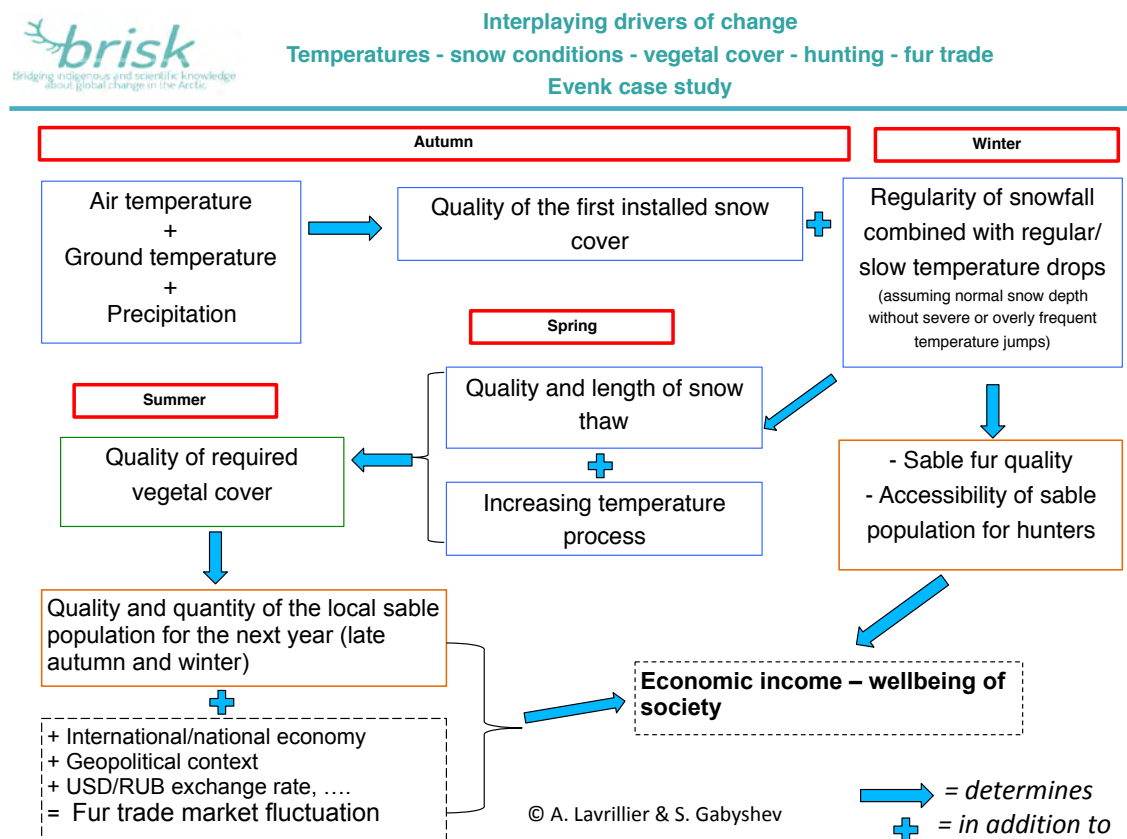 brisk
Bridging indigenous and scientific knowledge
about global change in the Arctic
Interplaying drivers of change
Temperatures - snow conditions - vegetal cover - hunting - fur trade
Evenk case study
Autumn
Winter
Air temperature
+
Ground temperature
+
Precipitation
Quality of the first installed snow
cover
Regularity of snowfall
combined with regular/
slow temperature drops
(assuming normal snow depth
without severe or overly frequent
temperature jumps)
Spring
Quality and length of snow
thaw
Increasing temperature
process
Summer
Quality of required
vegetal cover
- Sable fur quality
- Accessibility of sable
population for hunters
Quality and quantity of the local sable
population for the next year (late
autumn and winter)
+ International/national economy
+ Geopolitical context
+ USD/RUB exchange rate, ….
= Fur trade market fluctuation
Economic income – wellbeing of
society
© A. Lavrillier & S. Gabyshev
= determines
= in addition to